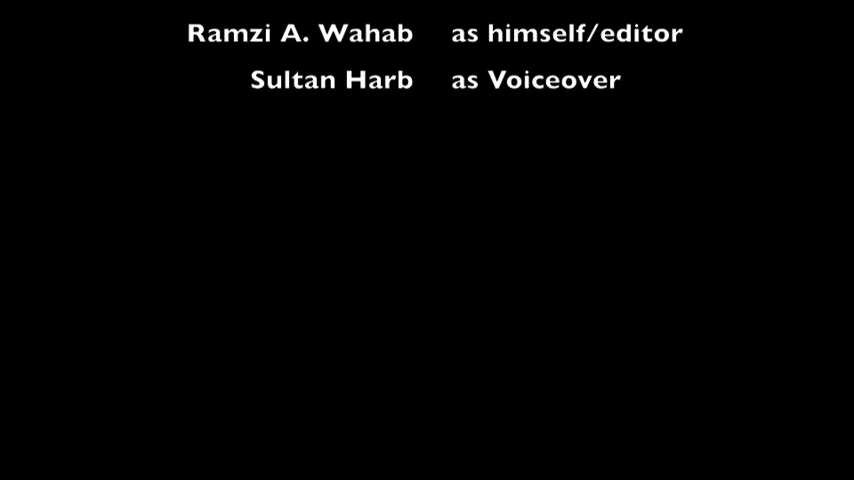 Ramzi A. Wahab as himself/editor
Sultan Harb as Voiceover